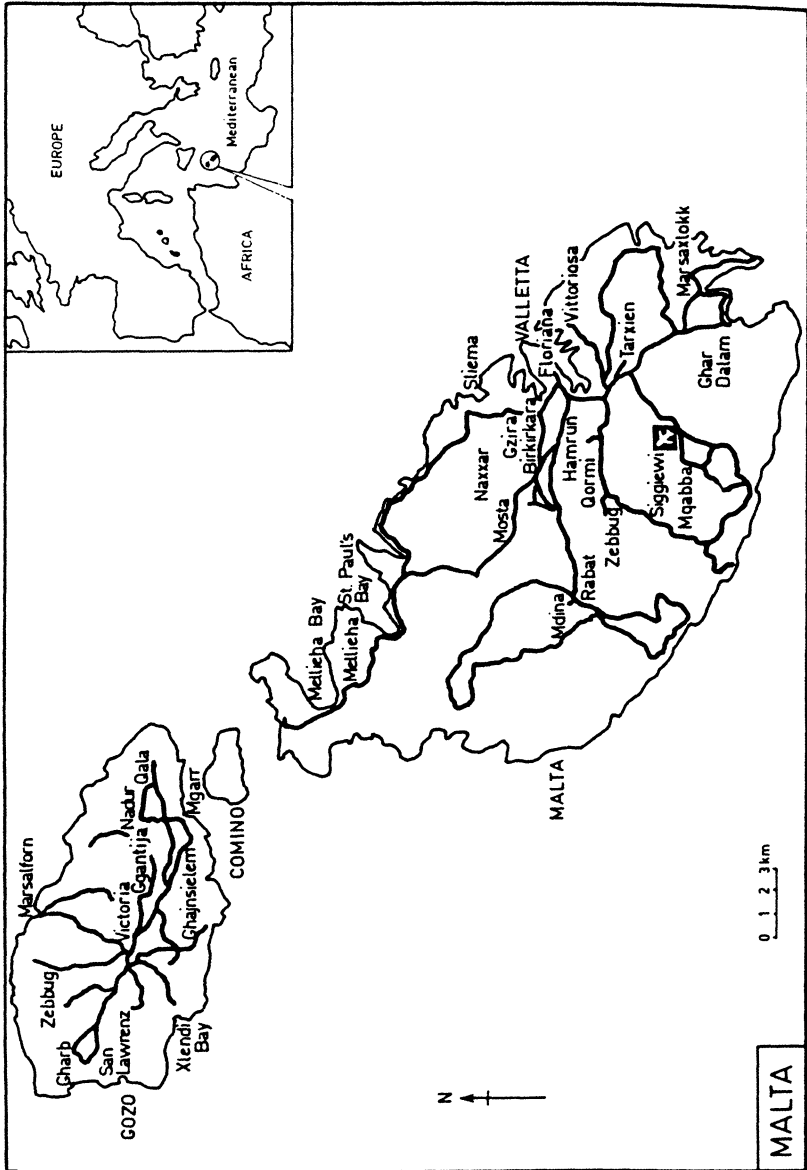 EUROPE
Mediterranean
AFRICA
Marsalforn
Zebbug
Gharb
San
Lawrenz
GOZO
Xlendi
Bay
Victoria
Ggantija
Nadur
Qala
Ghajnsielem
Mgarr
COMINO
Mellieha Bay
Mellieha
St. Paul's
Bay
Naxxar
Mosta
Sliema
Gzira
Birkirkara
VALLETTA
Floriana
Vittoriosa
Hamrun
Qormi
Mdina
Rabat
Zebbug
Siggiewi
Mqabba
Tarxien
Marsaxlokk
Ghar
Dalam
MALTA
N
0 1 2 3km
MALTA